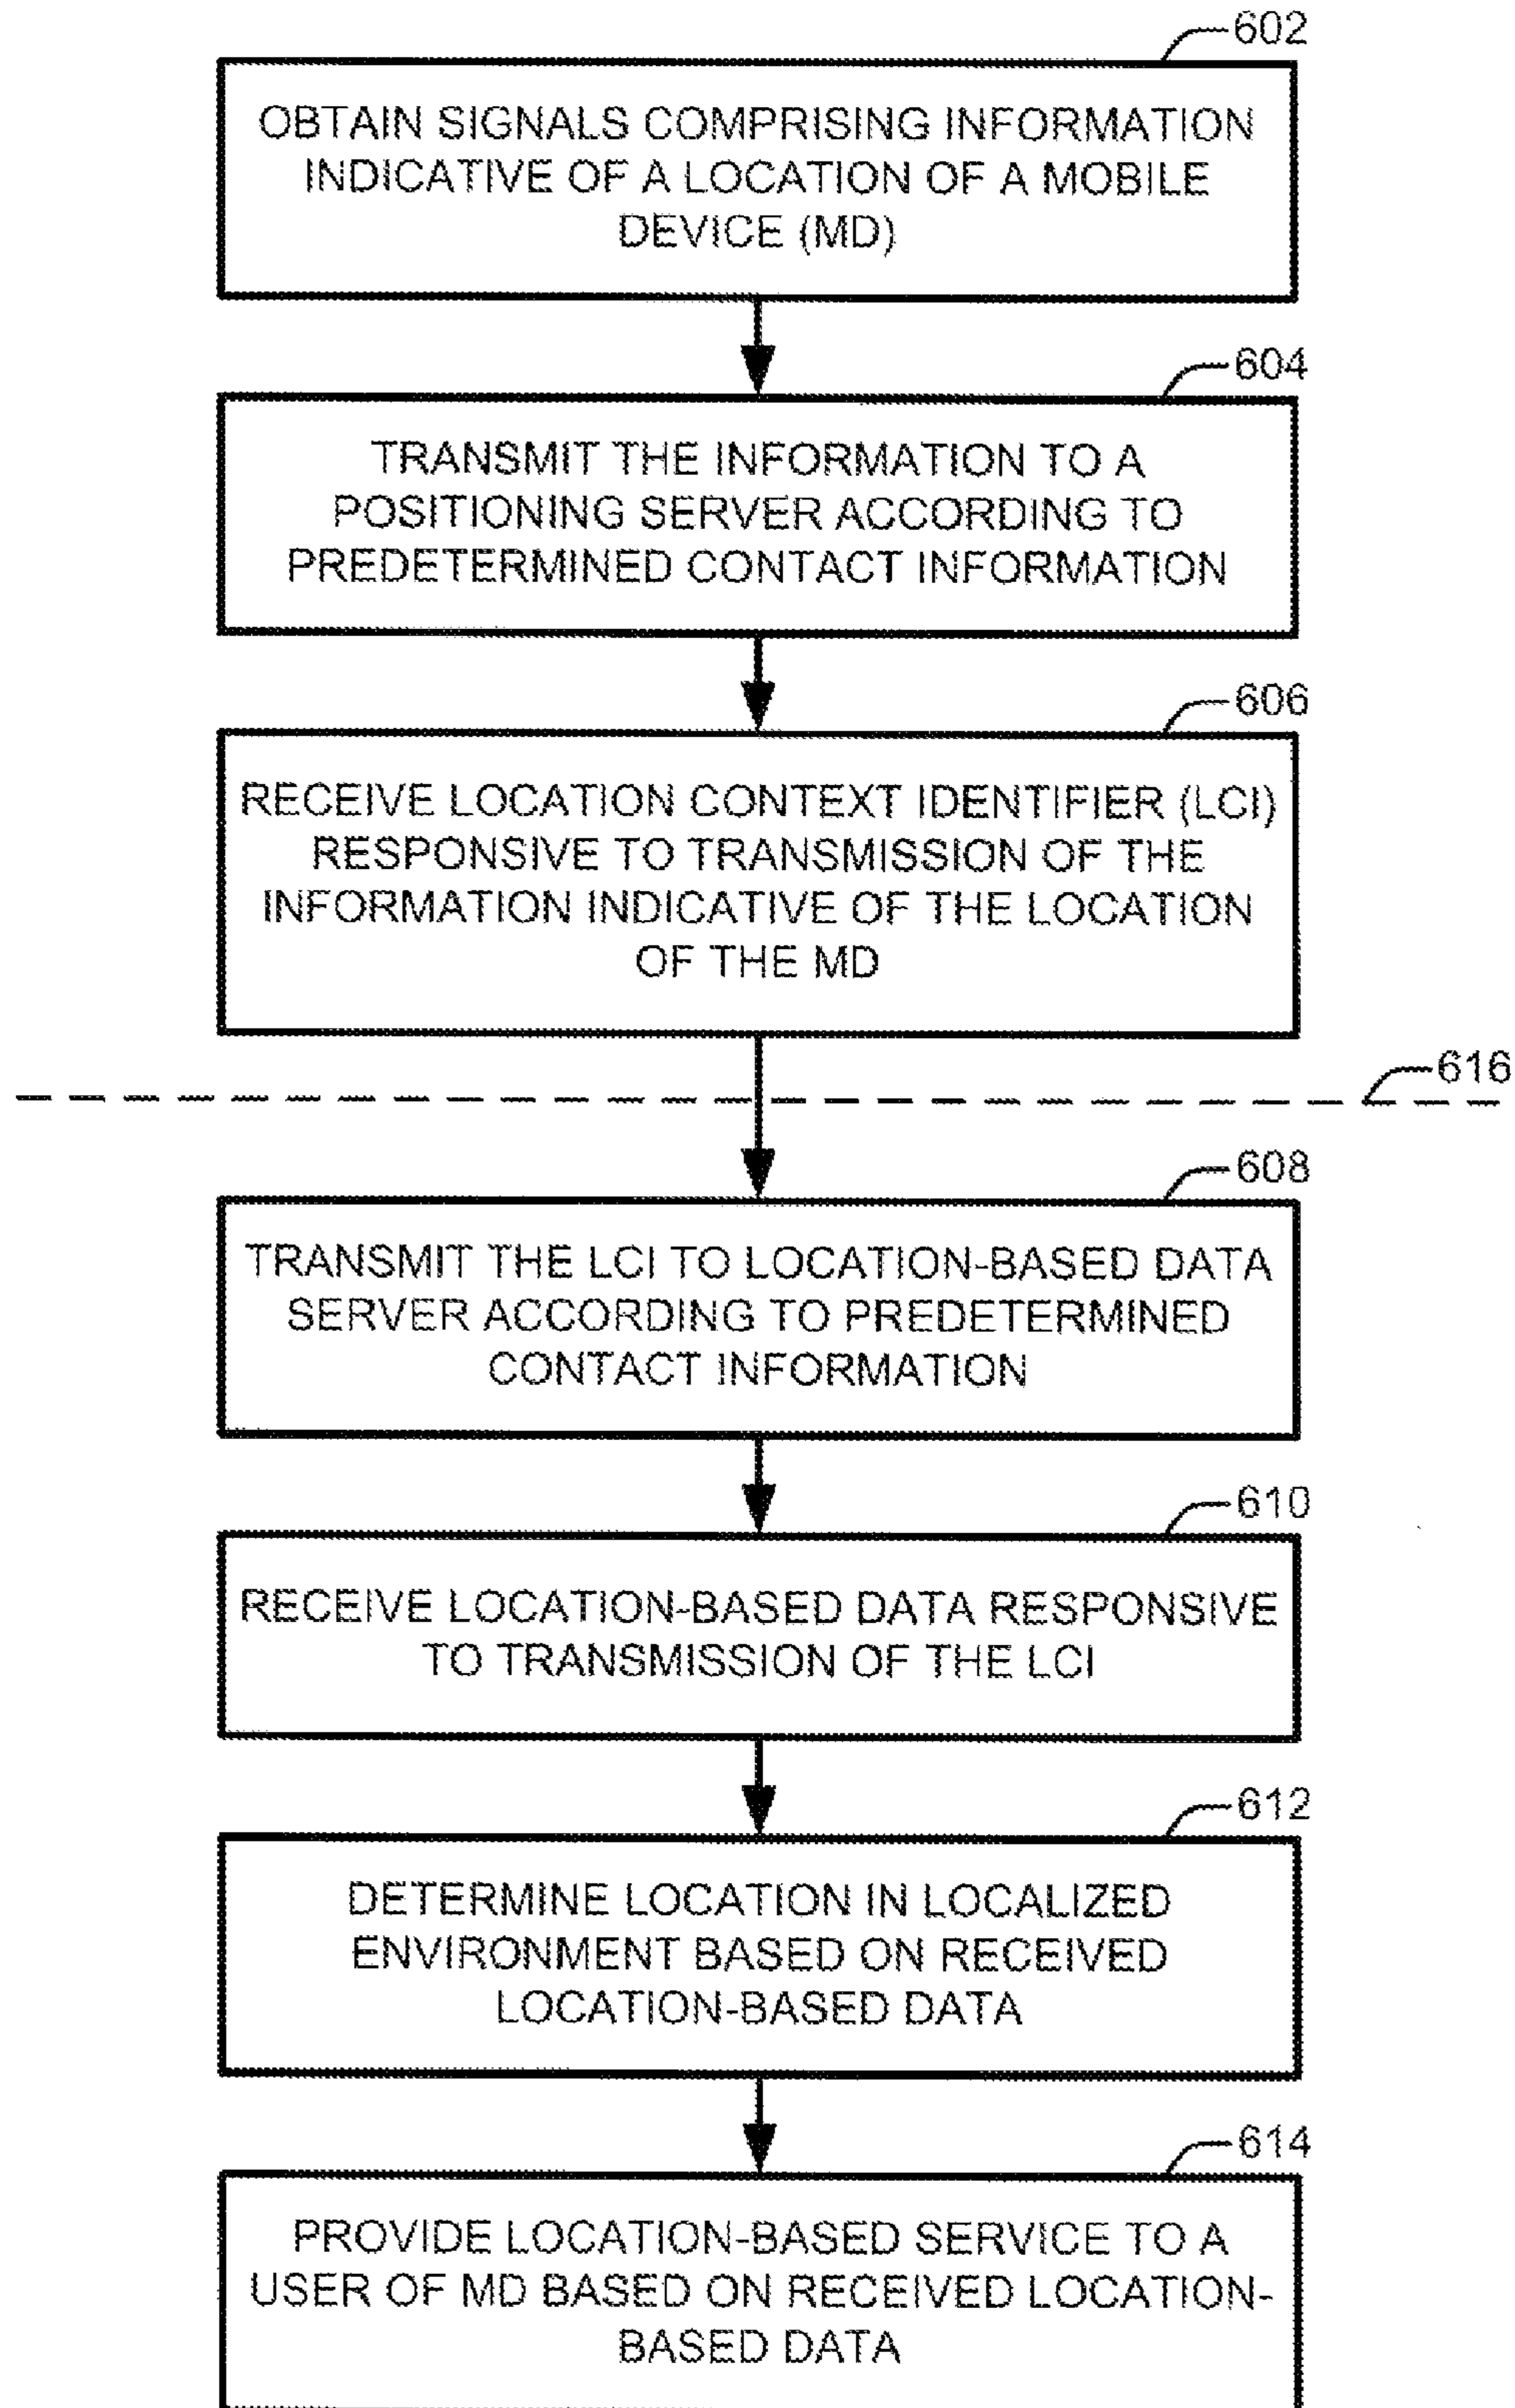 602
OBTAIN SIGNALS COMPRISING INFORMATION
INDICATIVE OF A LOCATION OF A MOBILE
DEVICE (MD)
604
TRANSMIT THE INFORMATION TO A
POSITIONING SERVER ACCORDING TO
PREDETERMINED CONTACT INFORMATION
606
RECEIVE LOCATION CONTEXT IDENTIFIER (LCI)
RESPONSIVE TO TRANSMISSION OF THE
INFORMATION INDICATIVE OF THE LOCATION
OF THE MD
616
608
TRANSMIT THE LCI TO LOCATION-BASED DATA
SERVER ACCORDING TO PREDETERMINED
CONTACT INFORMATION
610
RECEIVE LOCATION-BASED DATA RESPONSIVE
TO TRANSMISSION OF THE LCI
612
DETERMINE LOCATION IN LOCALIZED
ENVIRONMENT BASED ON RECEIVED
LOCATION-BASED DATA
614
PROVIDE LOCATION-BASED SERVICE TO A
USER OF MD BASED ON RECEIVED LOCATION-
BASED DATA